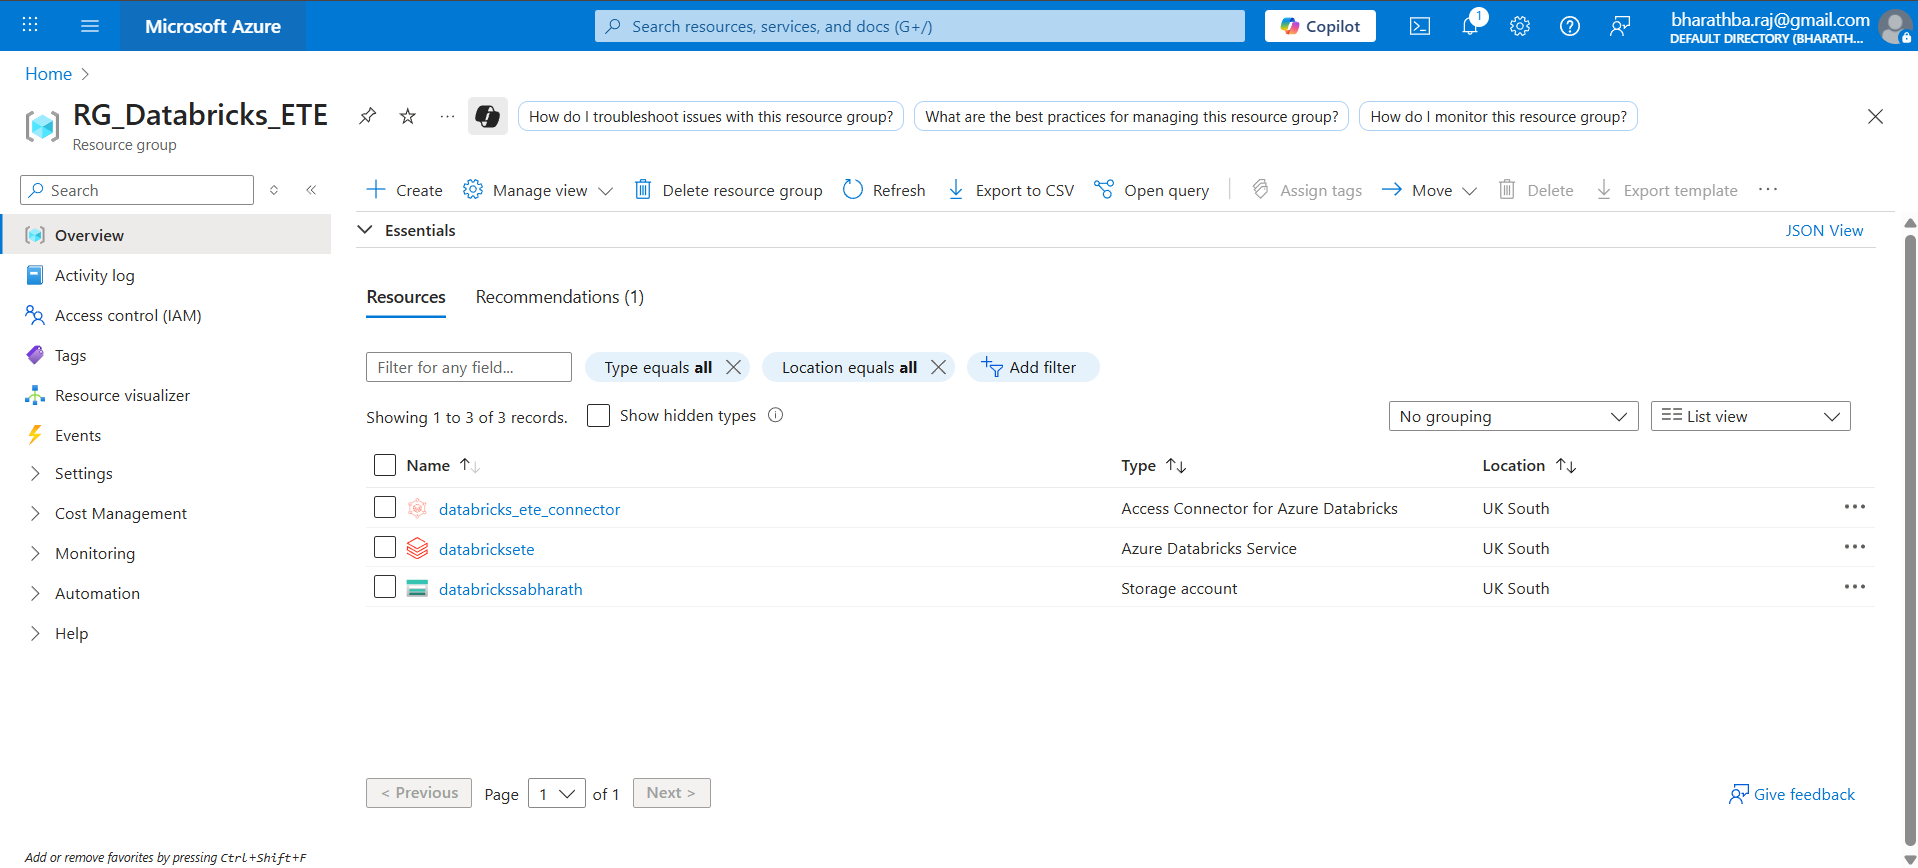 Microsoft Azure
Search resources, services, and docs (G+/)
Copilot
1
bharathba.raj@gmail.com
DEFAULT DIRECTORY (BHARATH...
Home
RG_Databricks_ETE
Resource group
How do I troubleshoot issues with this resource group?
What are the best practices for managing this resource group?
How do I monitor this resource group?
Search
Create
Manage view
Delete resource group
Refresh
Export to CSV
Open query
Assign tags
Move
Delete
Export template
Overview
Activity log
Access control (IAM)
Tags
Resource visualizer
Events
Settings
Cost Management
Monitoring
Automation
Help
Essentials
JSON View
Resources
Recommendations (1)
Filter for any field...
Type equals all
Location equals all
Add filter
Showing 1 to 3 of 3 records.
Show hidden types
No grouping
List view
Name
Type
Location
databricks_ete_connector
Access Connector for Azure Databricks
UK South
databricksete
Azure Databricks Service
UK South
databrickssabharath
Storage account
UK South
< Previous
Page
1
of 1
Next >
Give feedback
Add or remove favorites by pressing Ctrl+Shift+F